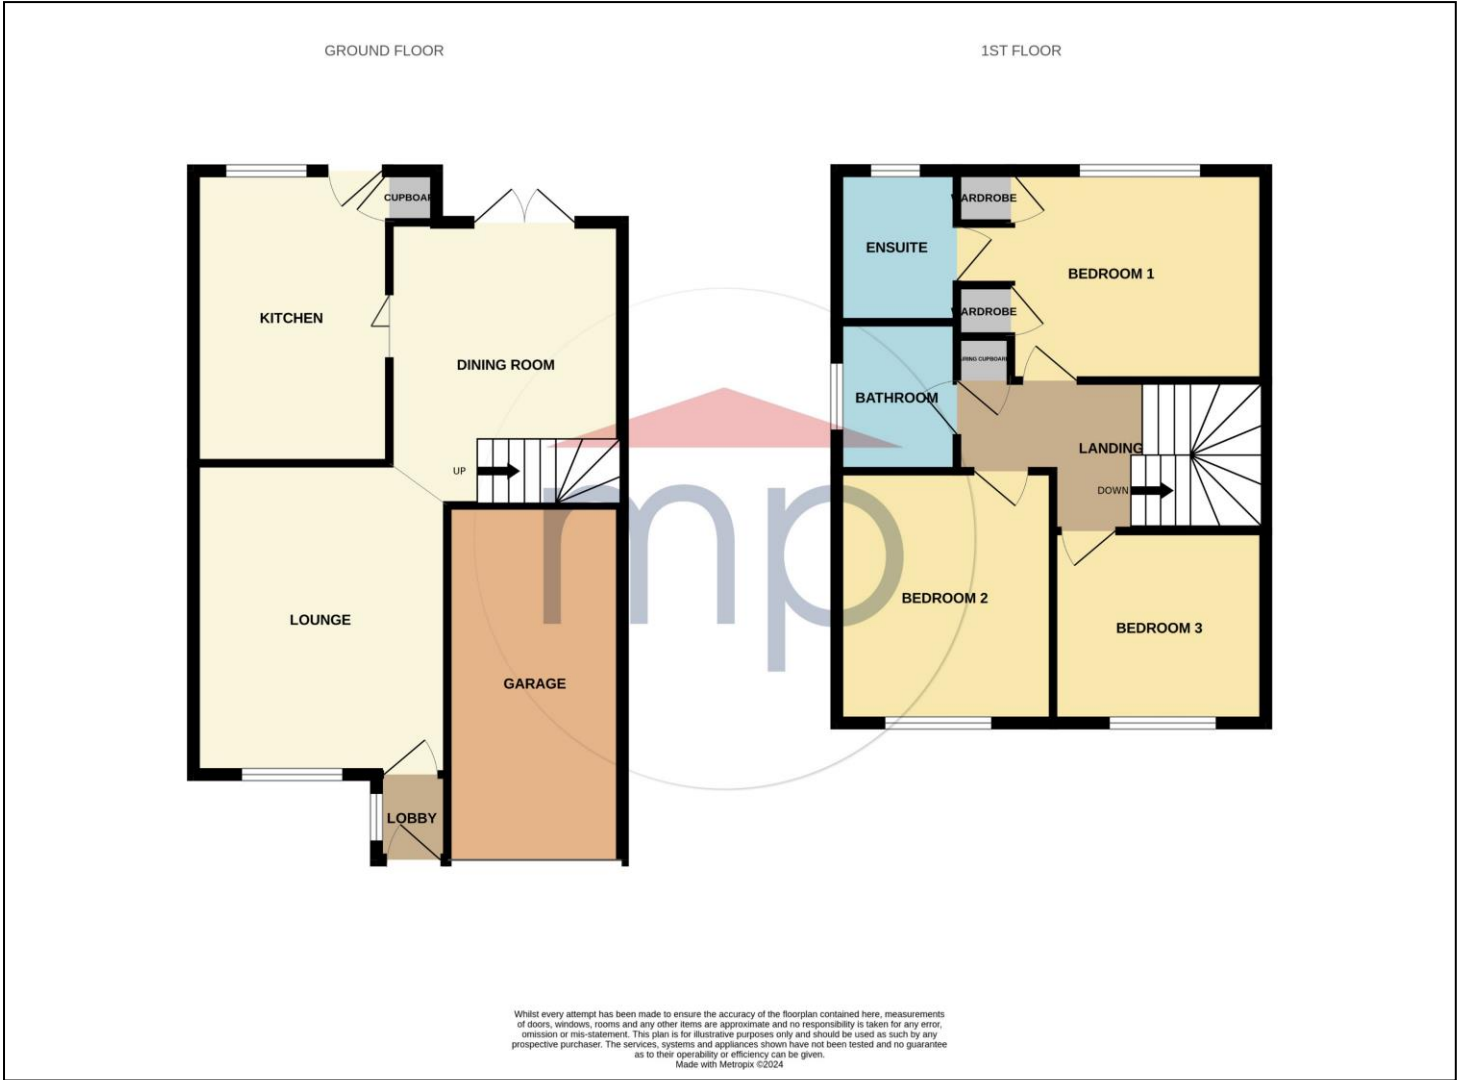 GROUND FLOOR
1ST FLOOR
CUPBOAR
KITCHEN
DINING ROOM
UP
LOUNGE
GARAGE
LOBBY
WARDROBE
ENSUITE
BEDROOM 1
WARDROBE
CUPBOARD
BATHROOM
LANDING
DOWN
BEDROOM 2
BEDROOM 3
mp
Whilst every attempt has been made to ensure the accuracy of the floorplan contained here, measurements
of doors, windows, rooms and any other items are approximate and no responsibility is taken for any error,
omission or mis-statement. This plan is for illustrative purposes only and should be used as such by any
prospective purchaser. The services, systems and appliances shown have not been tested and no guarantee
as to their operability or efficiency can be given.
Made with Metropix ©2024